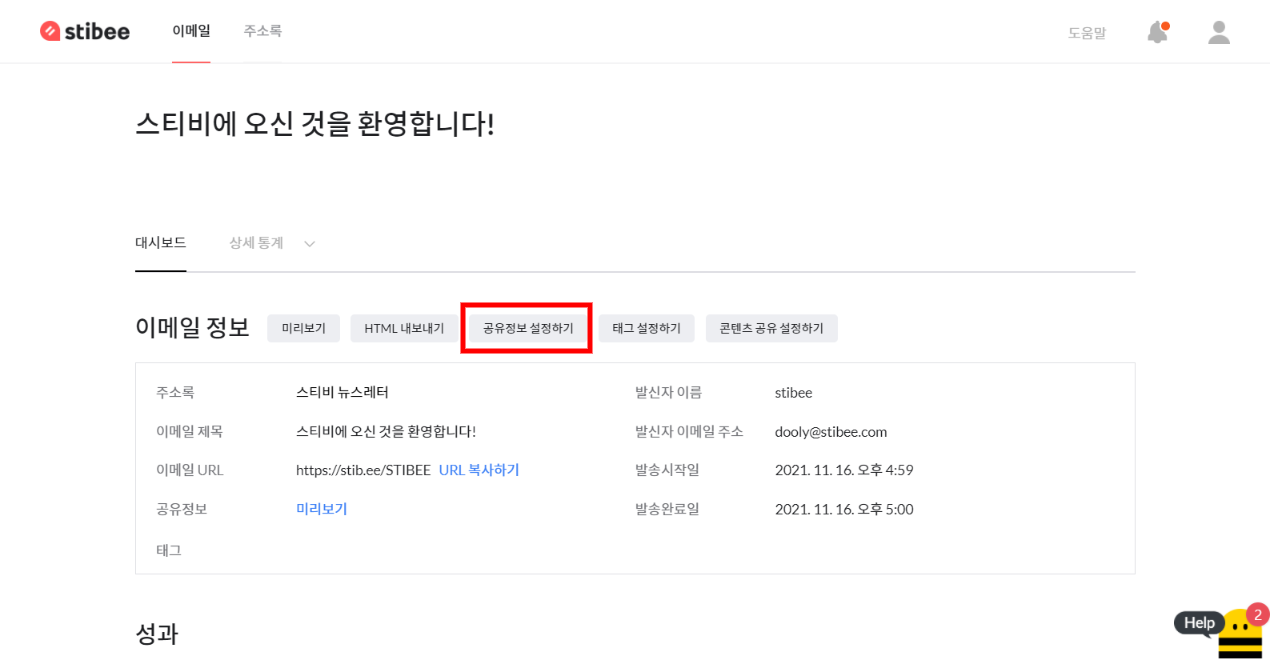 stibee 이메일 주소록 도움말
스티비에 오신 것을 환영합니다!
대시보드 상세 통계
이메일 정보 미리보기 HTML 내보내기 공유정보 설정하기 태그 설정하기 콘텐츠 공유 설정하기
주소록 스티비 뉴스레터 발신자 이름 stibee
이메일 제목 스티비에 오신 것을 환영합니다! 발신자 이메일 주소 dooly@stibee.com
이메일 URL https://stib.ee/STIBEE URL 복사하기 발송시작일 2021. 11. 16. 오후 4:59
공유정보 미리보기 발송완료일 2021. 11. 16. 오후 5:00
태그
성과
Help 2